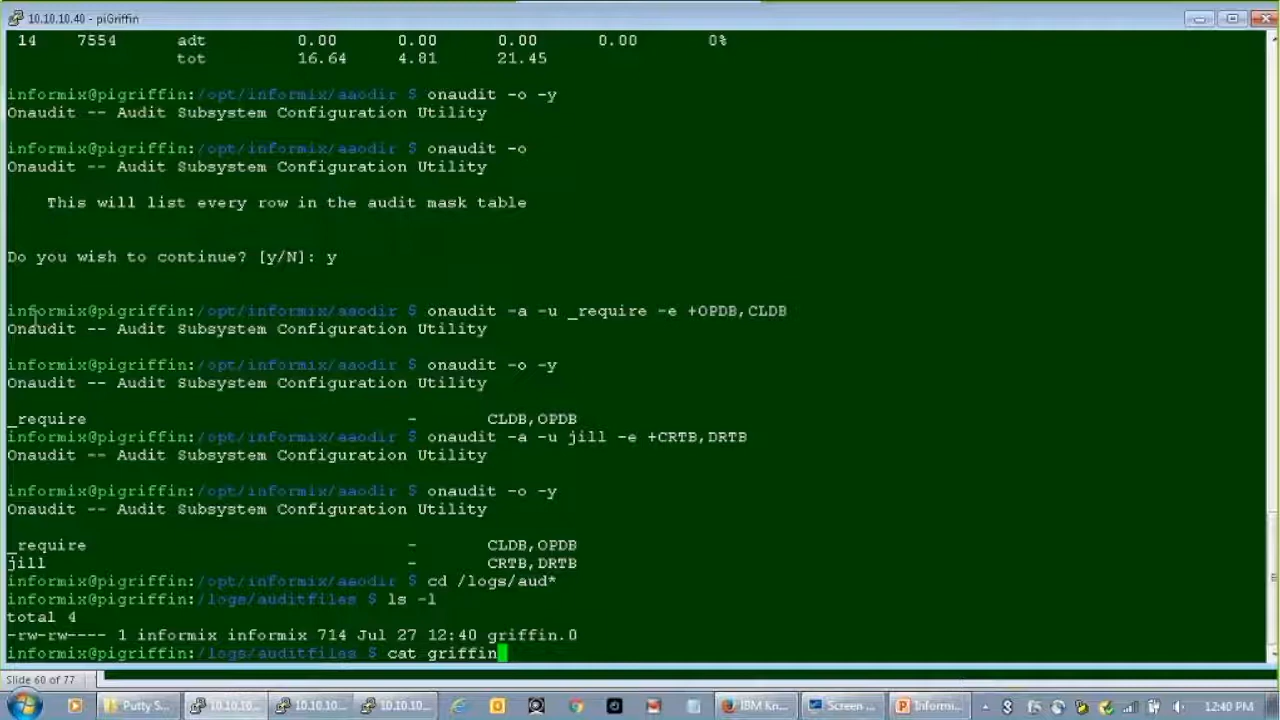 10.10.10.40 - piGriffin
14 7554 adt 0.00 0.00 0.00 0.00 0%
tot 16.64 4.81 21.45
informix@pigriffin:/opt/informix/aaodir $ onaudit -o -y
Onaudit -- Audit Subsystem Configuration Utility
informix@pigriffin:/opt/informix/aaodir $ onaudit -o
Onaudit -- Audit Subsystem Configuration Utility
This will list every row in the audit mask table
Do you wish to continue? [y/N]: y
informix@pigriffin:/opt/informix/aaodir $ onaudit -a -u _require -e +OPDB,CLDB
Onaudit -- Audit Subsystem Configuration Utility
informix@pigriffin:/opt/informix/aaodir $ onaudit -o -y
Onaudit -- Audit Subsystem Configuration Utility
_require - CLDB,OPDB
informix@pigriffin:/opt/informix/aaodir $ onaudit -a -u jill -e +CRTB,DRTB
Onaudit -- Audit Subsystem Configuration Utility
informix@pigriffin:/opt/informix/aaodir $ onaudit -o -y
Onaudit -- Audit Subsystem Configuration Utility
_require - CLDB,OPDB
jill - CRTB,DRTB
informix@pigriffin:/opt/informix/aaodir $ cd /logs/aud*
informix@pigriffin:/logs/auditfiles $ ls -l
total 4
-rw-rw---- 1 informix informix 714 Jul 27 12:40 griffin.0
informix@pigriffin:/logs/auditfiles $ cat griffin
Slide 60 of 77
Putty S... 10.10.10... 10.10.10... 10.10.10... IBM Kn... Screen ... Informi... 12:40 PM